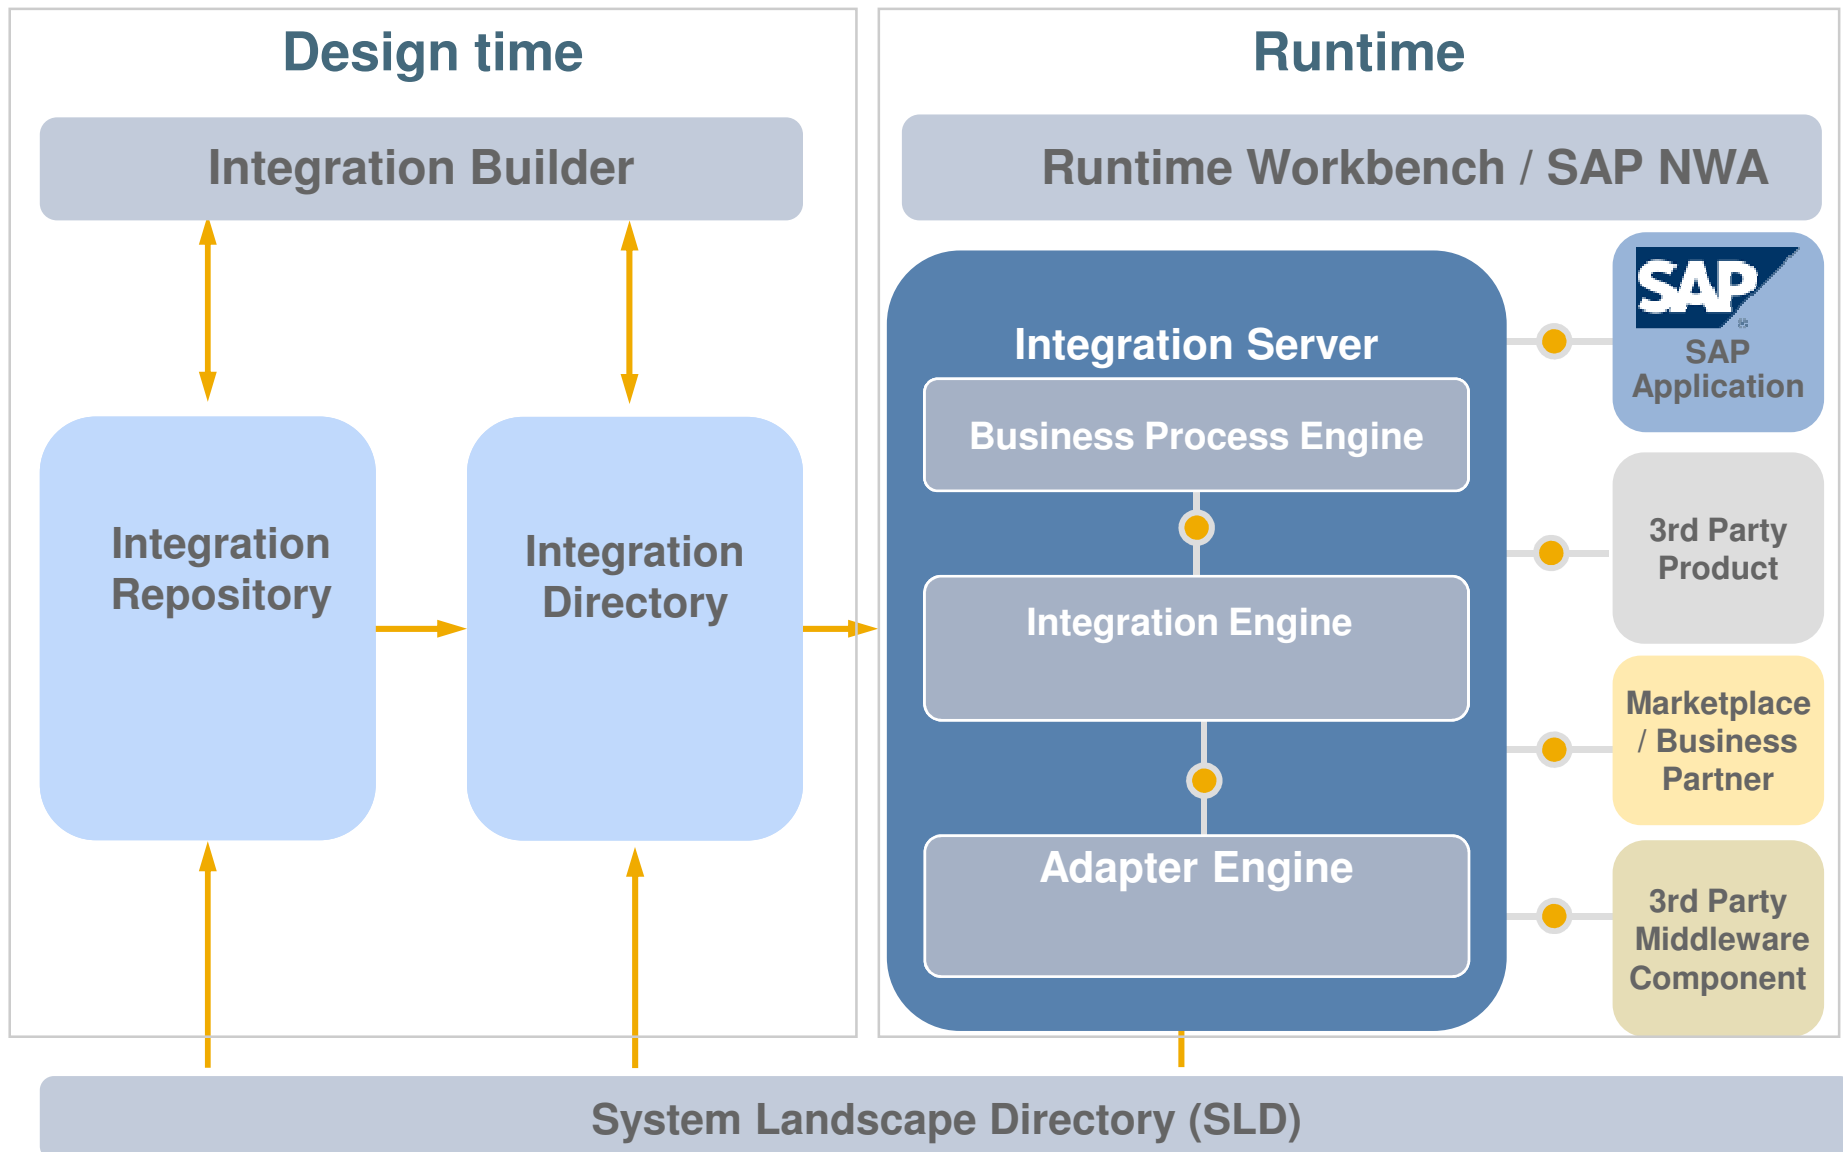 Design time
Integration Builder
Integration
Repository
Integration
Directory
Runtime
Runtime Workbench / SAP NWA
Integration Server
Business Process Engine
Integration Engine
Adapter Engine
SAP
®
SAP
Application
3rd Party
Product
Marketplace
/ Business
Partner
3rd Party
Middleware
Component
System Landscape Directory (SLD)